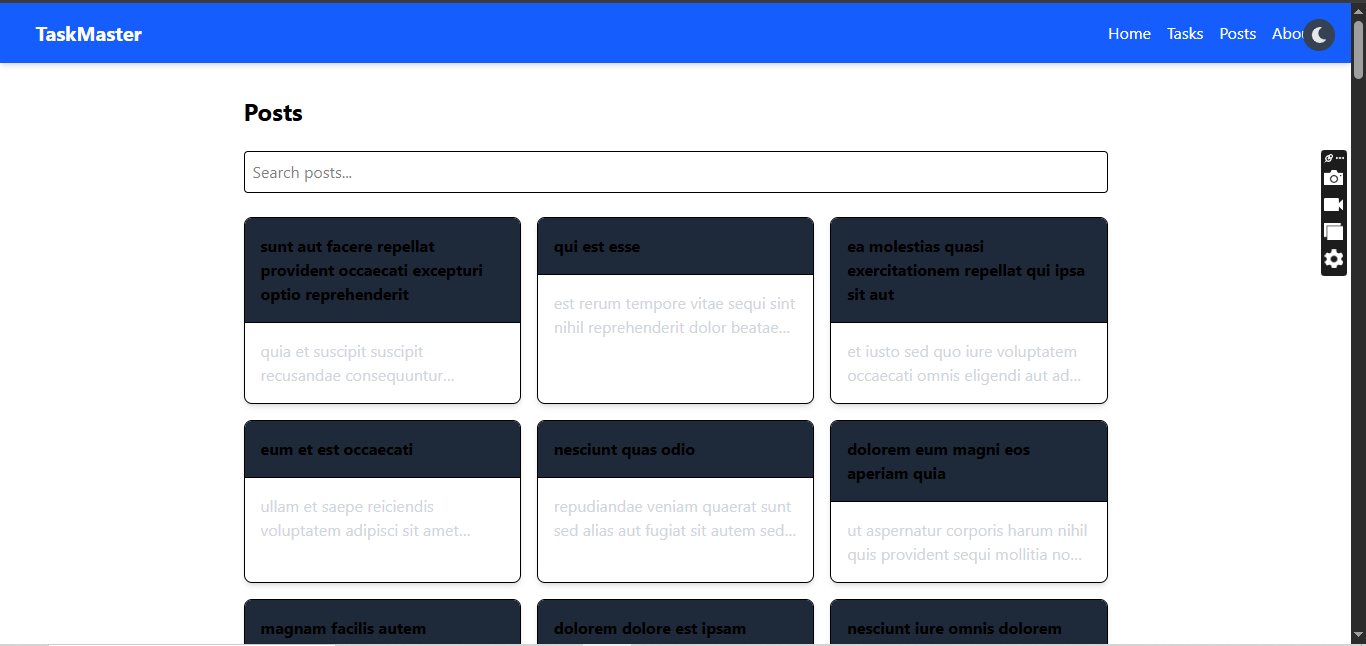 TaskMaster
Home Tasks Posts Abou
Posts
Search posts...
sunt aut facere repellat
provident occaecati excepturi
optio reprehenderit
quia et suscipit suscipit
recusandae consequuntur...
qui est esse
est rerum tempore vitae sequi sint
nihil reprehenderit dolor beatae...
ea molestias quasi
exercitationem repellat qui ipsa
sit aut
et iusto sed quo iure voluptatem
occaecati omnis eligendi aut ad...
eum et est occaecati
ullam et saepe reiciendis
voluptatem adipisci sit amet...
nesciunt quas odio
repudiandae veniam quaerat sunt
sed alias aut fugiat sit autem sed...
dolorem eum magni eos
aperiam quia
ut aspernatur corporis harum nihil
quis provident sequi mollitia no...
magnam facilis autem
dolorem dolore est ipsam
nesciunt iure omnis dolorem